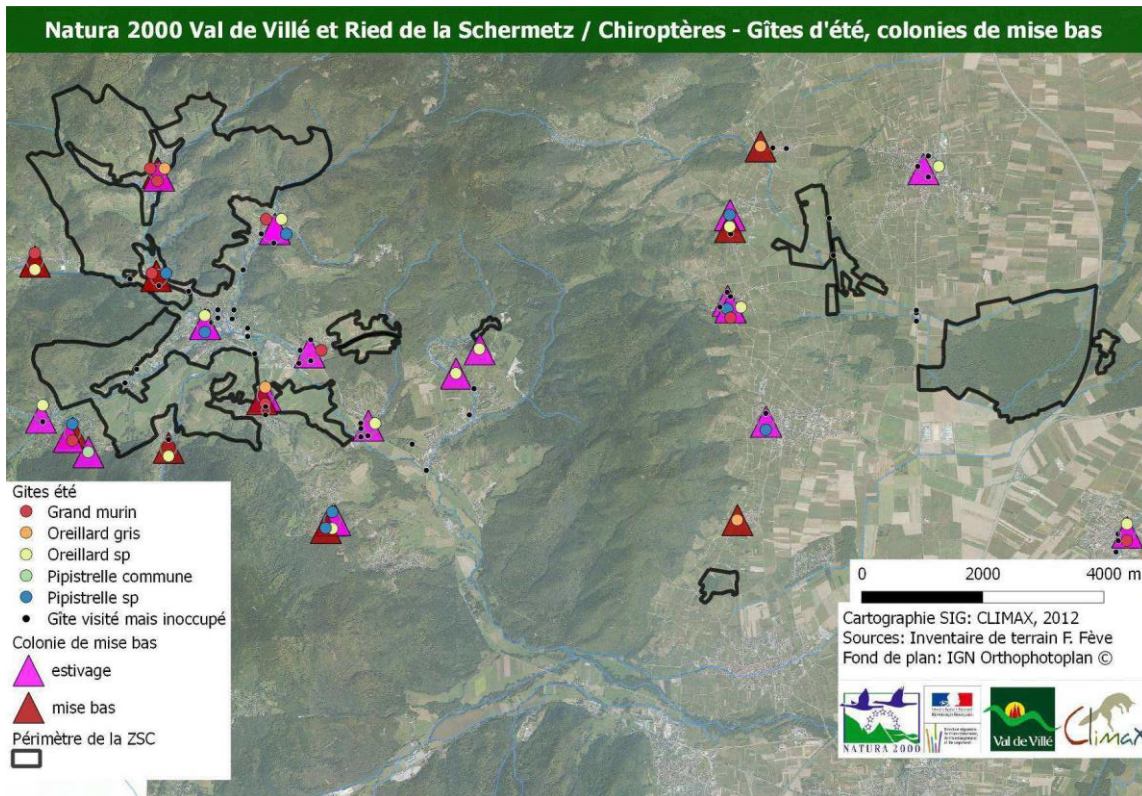 Natura 2000 Val de Villé et Ried de la Schermetz / Chiroptères - Gîtes d'été, colonies de mise bas
Gites été
Grand murin
Oreillard gris
Oreillard sp
Pipistrelle commune
Pipistrelle sp
Gîte visité mais inoccupé
Colonie de mise bas
estivage
mise bas
Périmètre de la ZSC
0 2000 4000 m
Cartographie SIG: CLIMAX, 2012
Sources: Inventaire de terrain F. Fève
Fond de plan: IGN Orthophotoplan ©
NATURA 2000
Val de Villé
Climax